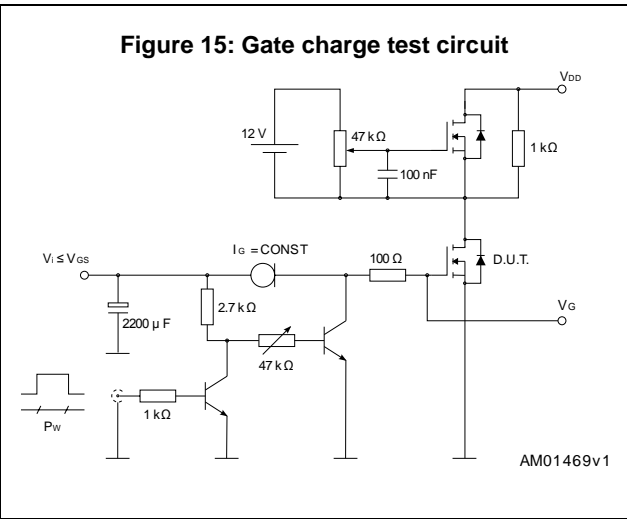 Figure 15: Gate charge test circuit
VDD
12 V
47 kΩ
1 kΩ
100 nF
Vi ≤ VGS
IG = CONST
100 Ω
D.U.T.
2.7 kΩ
2200 μF
VG
47 kΩ
1 kΩ
PW
AM01469v1